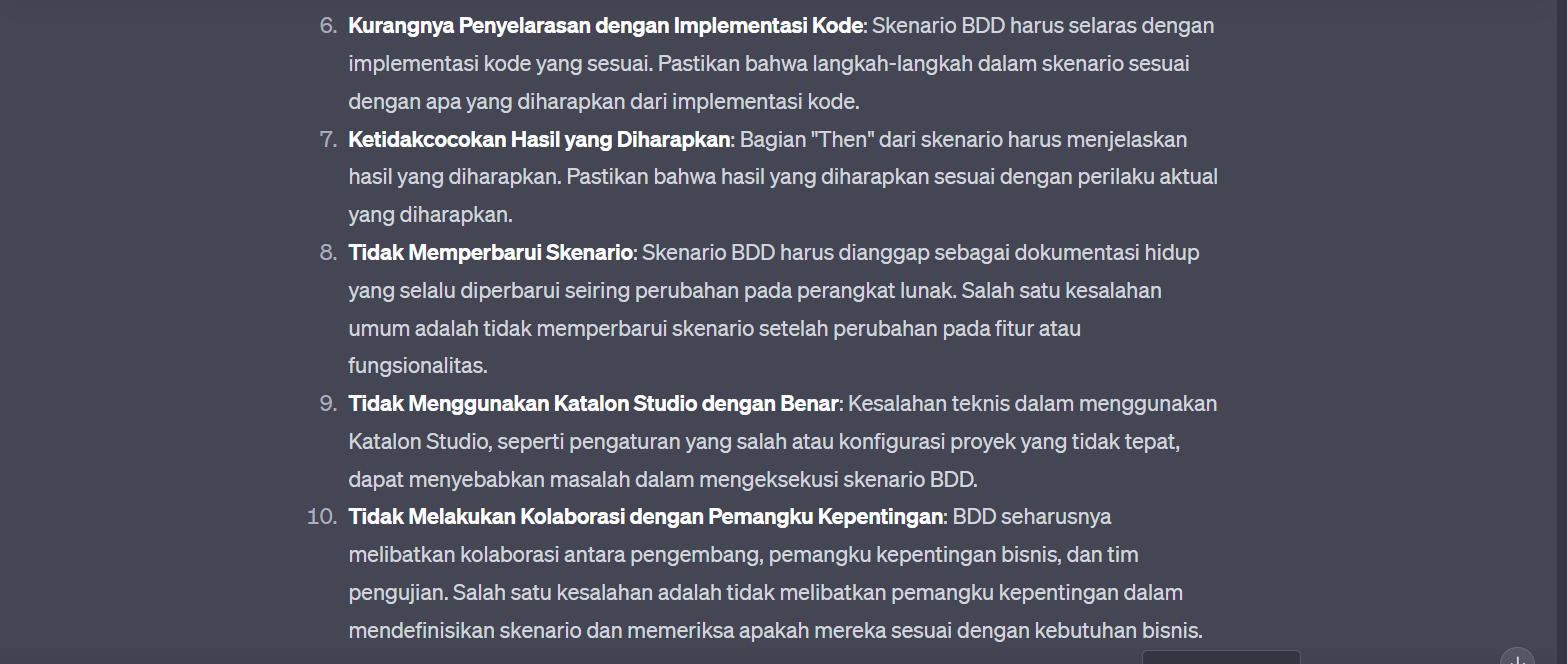 6. Kurangnya Penyelarasan dengan Implementasi Kode: Skenario BDD harus selaras dengan
implementasi kode yang sesuai. Pastikan bahwa langkah-langkah dalam skenario sesuai
dengan apa yang diharapkan dari implementasi kode.
7. Ketidakcocokan Hasil yang Diharapkan: Bagian "Then" dari skenario harus menjelaskan
hasil yang diharapkan. Pastikan bahwa hasil yang diharapkan sesuai dengan perilaku aktual
yang diharapkan.
8. Tidak Memperbarui Skenario: Skenario BDD harus dianggap sebagai dokumentasi hidup
yang selalu diperbarui seiring perubahan pada perangkat lunak. Salah satu kesalahan
umum adalah tidak memperbarui skenario setelah perubahan pada fitur atau
fungsionalitas.
9. Tidak Menggunakan Katalon Studio dengan Benar: Kesalahan teknis dalam menggunakan
Katalon Studio, seperti pengaturan yang salah atau konfigurasi proyek yang tidak tepat,
dapat menyebabkan masalah dalam mengeksekusi skenario BDD.
10. Tidak Melakukan Kolaborasi dengan Pemangku Kepentingan: BDD seharusnya
melibatkan kolaborasi antara pengembang, pemangku kepentingan bisnis, dan tim
pengujian. Salah satu kesalahan adalah tidak melibatkan pemangku kepentingan dalam
mendefinisikan skenario dan memeriksa apakah mereka sesuai dengan kebutuhan bisnis.